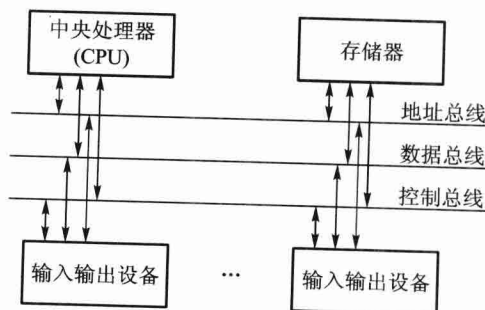 中央处理器
(CPU)
存储器
地址总线
数据总线
控制总线
输入输出设备
...
输入输出设备